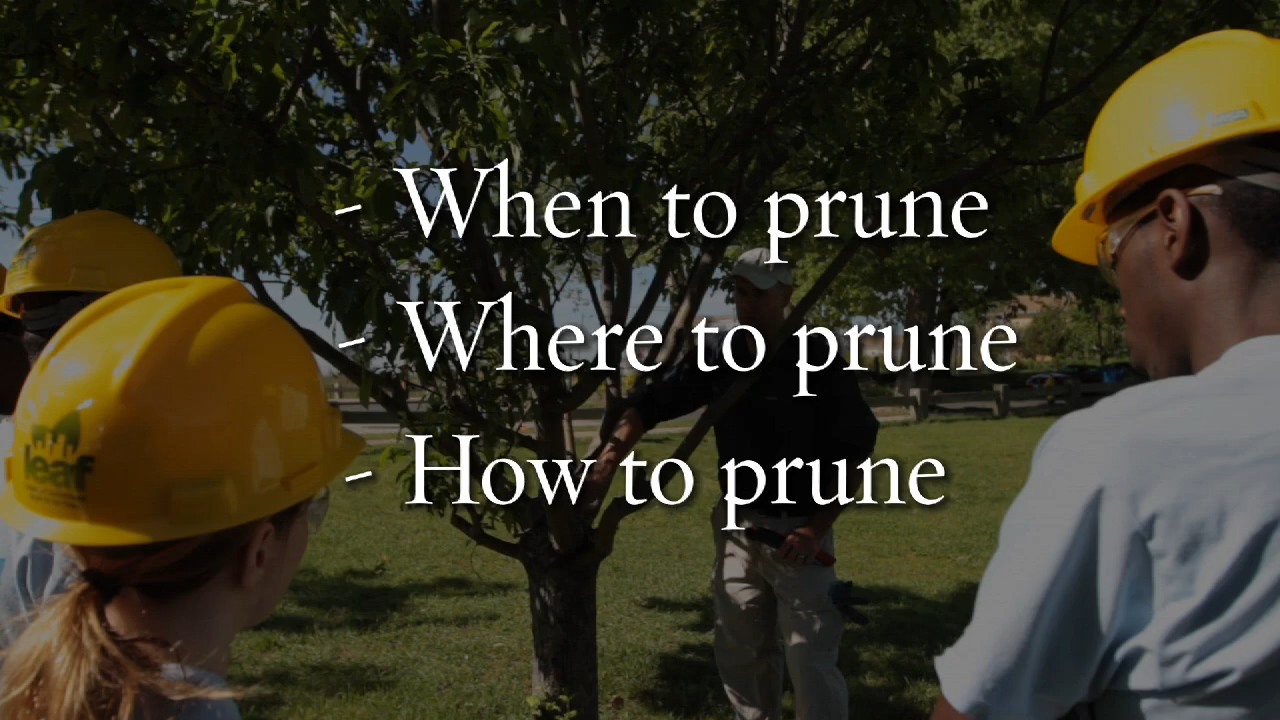 - When to prune
- Where to prune
- How to prune
leaf